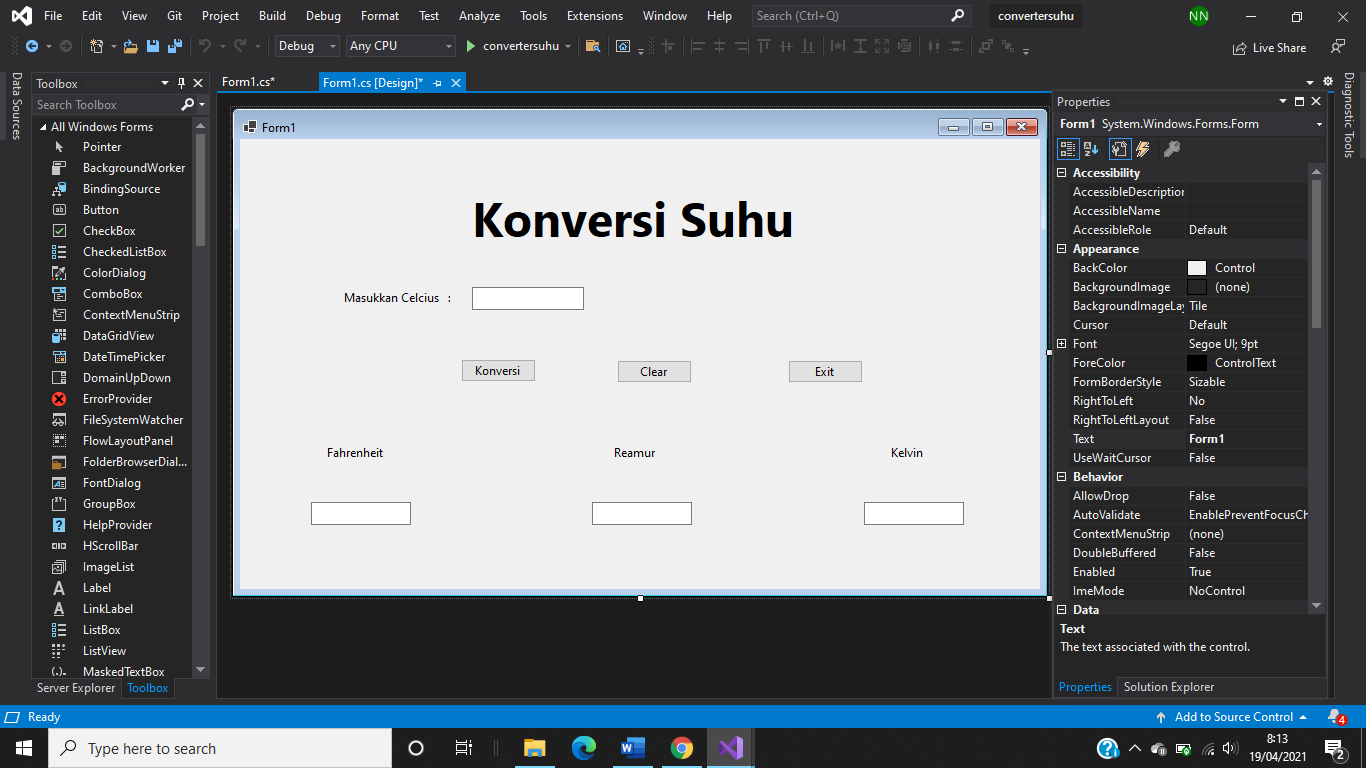 File Edit View Git Project Build Debug Format Test Analyze Tools Extensions Window Help Search (Ctrl+Q) convertersuhu NN
Debug Any CPU convertersuhu Live Share
Data Sources
Toolbox
Search Toolbox
All Windows Forms
Pointer
BackgroundWorker
BindingSource
Button
CheckBox
CheckedListBox
ColorDialog
ComboBox
ContextMenuStrip
DataGridView
DateTimePicker
DomainUpDown
ErrorProvider
FileSystemWatcher
FlowLayoutPanel
FolderBrowserDial...
FontDialog
GroupBox
HelpProvider
HScrollBar
ImageList
Label
LinkLabel
ListBox
ListView
MaskedTextBox
Server Explorer Toolbox
Form1.cs* Form1.cs [Design]*
Form1
Konversi Suhu
Masukkan Celcius :
Konversi Clear Exit
Fahrenheit Reamur Kelvin
Properties
Form1 System.Windows.Forms.Form
Accessibility
AccessibleDescription
AccessibleName
AccessibleRole Default
Appearance
BackColor Control
BackgroundImage (none)
BackgroundImageLay Tile
Cursor Default
Font Segoe UI; 9pt
ForeColor ControlText
FormBorderStyle Sizable
RightToLeft No
RightToLeftLayout False
Text Form1
UseWaitCursor False
Behavior
AllowDrop False
AutoValidate EnablePreventFocusCh
ContextMenuStrip (none)
DoubleBuffered False
Enabled True
ImeMode NoControl
Data
Text
The text associated with the control.
Properties Solution Explorer
Diagnostic Tools
Ready Add to Source Control 4
Type here to search 8:13
19/04/2021 2